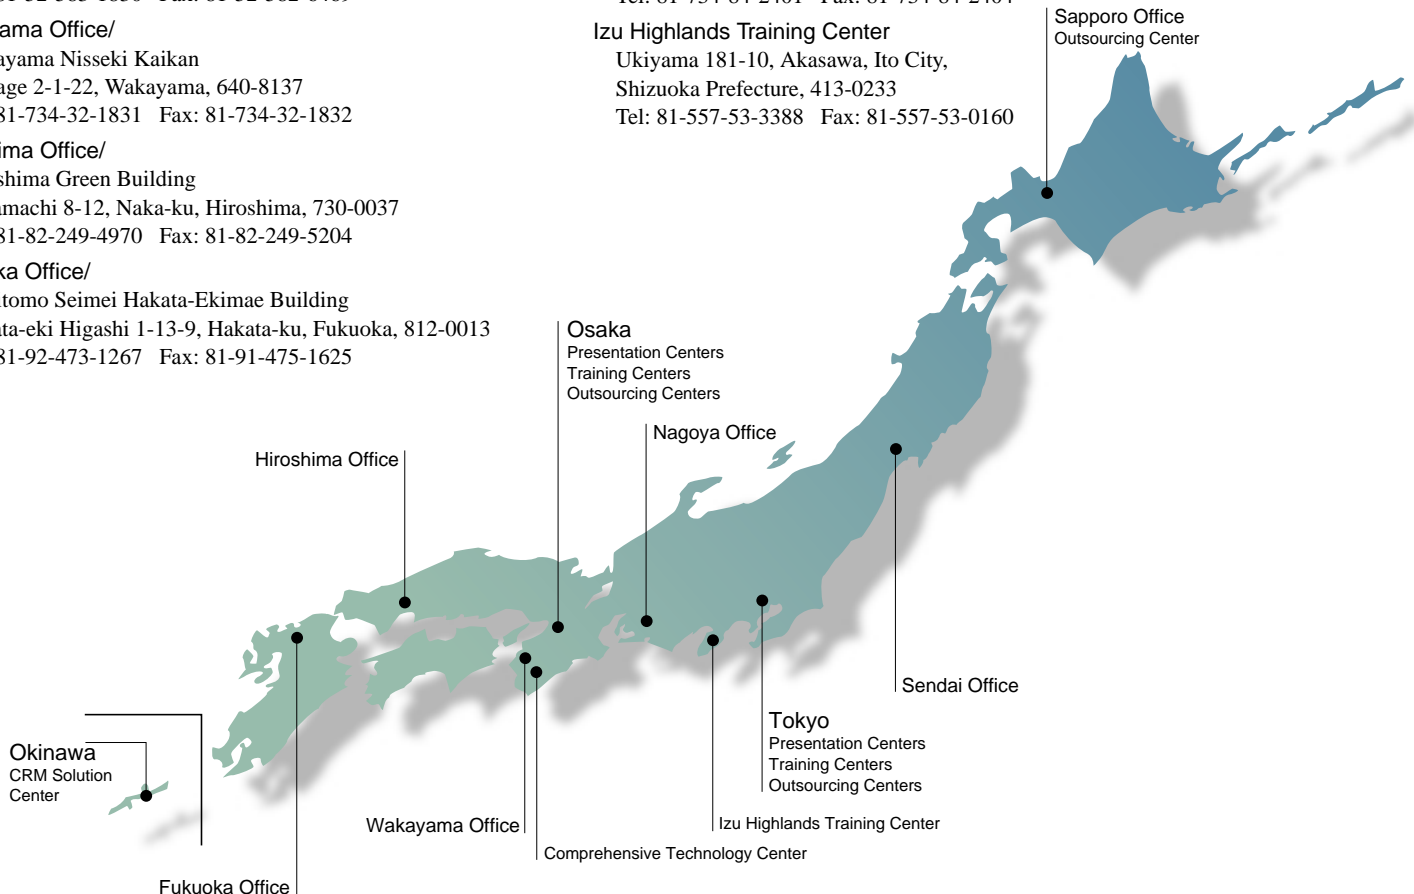 ama Office/
ayama Nisseki Kaikan
age 2-1-22, Wakayama, 640-8137
81-734-32-1831 Fax: 81-734-32-1832
ima Office/
shima Green Building
amachi 8-12, Naka-ku, Hiroshima, 730-0037
81-82-249-4970 Fax: 81-82-249-5204
ka Office/
itomo Seimei Hakata-Ekimae Building
ata-eki Higashi 1-13-9, Hakata-ku, Fukuoka, 812-0013
81-92-473-1267 Fax: 81-91-475-1625
Izu Highlands Training Center
Ukiyama 181-10, Akasawa, Ito City,
Shizuoka Prefecture, 413-0233
Tel: 81-557-53-3388 Fax: 81-557-53-0160
Sapporo Office
Outsourcing Center
Osaka
Presentation Centers
Training Centers
Outsourcing Centers
Nagoya Office
Hiroshima Office
Sendai Office
Tokyo
Presentation Centers
Training Centers
Outsourcing Centers
Okinawa
CRM Solution
Center
Izu Highlands Training Center
Wakayama Office
Comprehensive Technology Center
Fukuoka Office